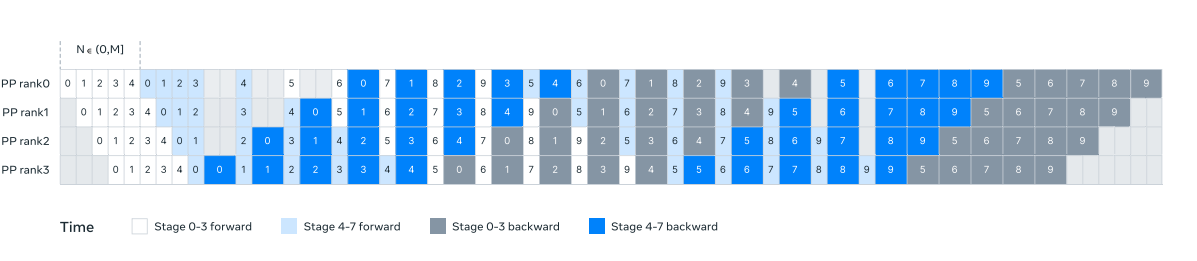 N ϵ (0,M]
PP rank0 0 1 2 3 4 0 1 2 3 4 5 6 0 7 1 8 2 9 3 5 4 6 0 7 1 8 2 9 3 4 5 6 7 8 9 5 6 7 8 9
PP rank1 0 1 2 3 4 0 1 2 3 4 0 5 1 6 2 7 3 8 4 9 0 5 1 6 2 7 3 8 4 9 5 6 7 8 9 5 6 7 8 9
PP rank2 0 1 2 3 4 0 1 2 0 3 1 4 2 5 3 6 4 7 0 8 1 9 2 5 3 6 4 7 5 8 6 9 7 8 9 5 6 7 8 9
PP rank3 0 1 2 3 4 0 0 1 1 2 2 3 3 4 4 5 0 6 1 7 2 8 3 9 4 5 5 6 6 7 7 8 8 9 9 5 6 7 8 9
Time Stage 0-3 forward Stage 4-7 forward Stage 0-3 backward Stage 4-7 backward